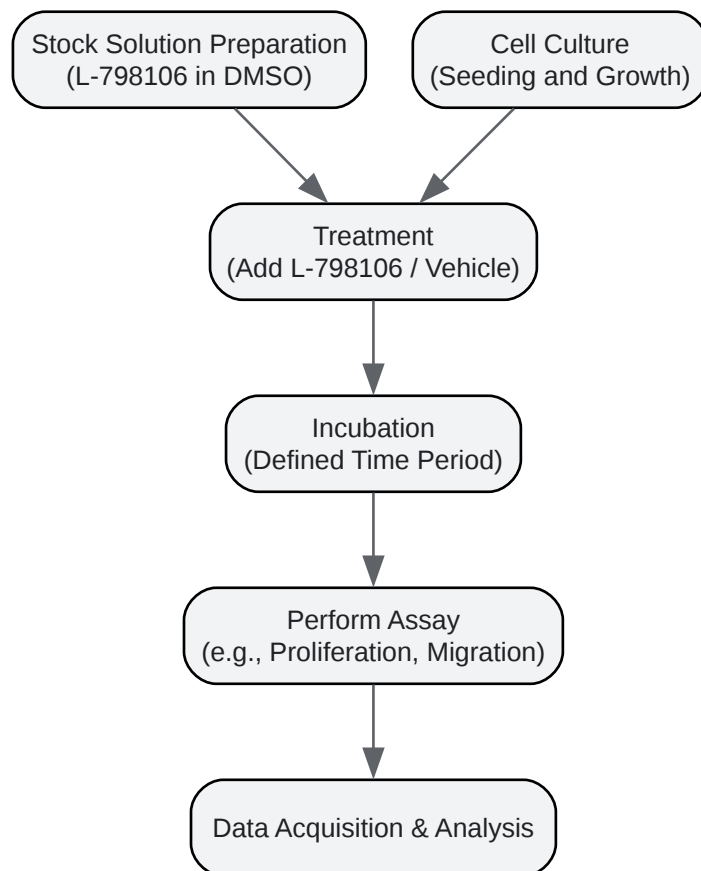 Stock Solution Preparation
(L-798106 in DMSO)
Cell Culture
(Seeding and Growth)
Treatment
(Add L-798106 / Vehicle)
Incubation
(Defined Time Period)
Perform Assay
(e.g., Proliferation, Migration)
Data Acquisition & Analysis